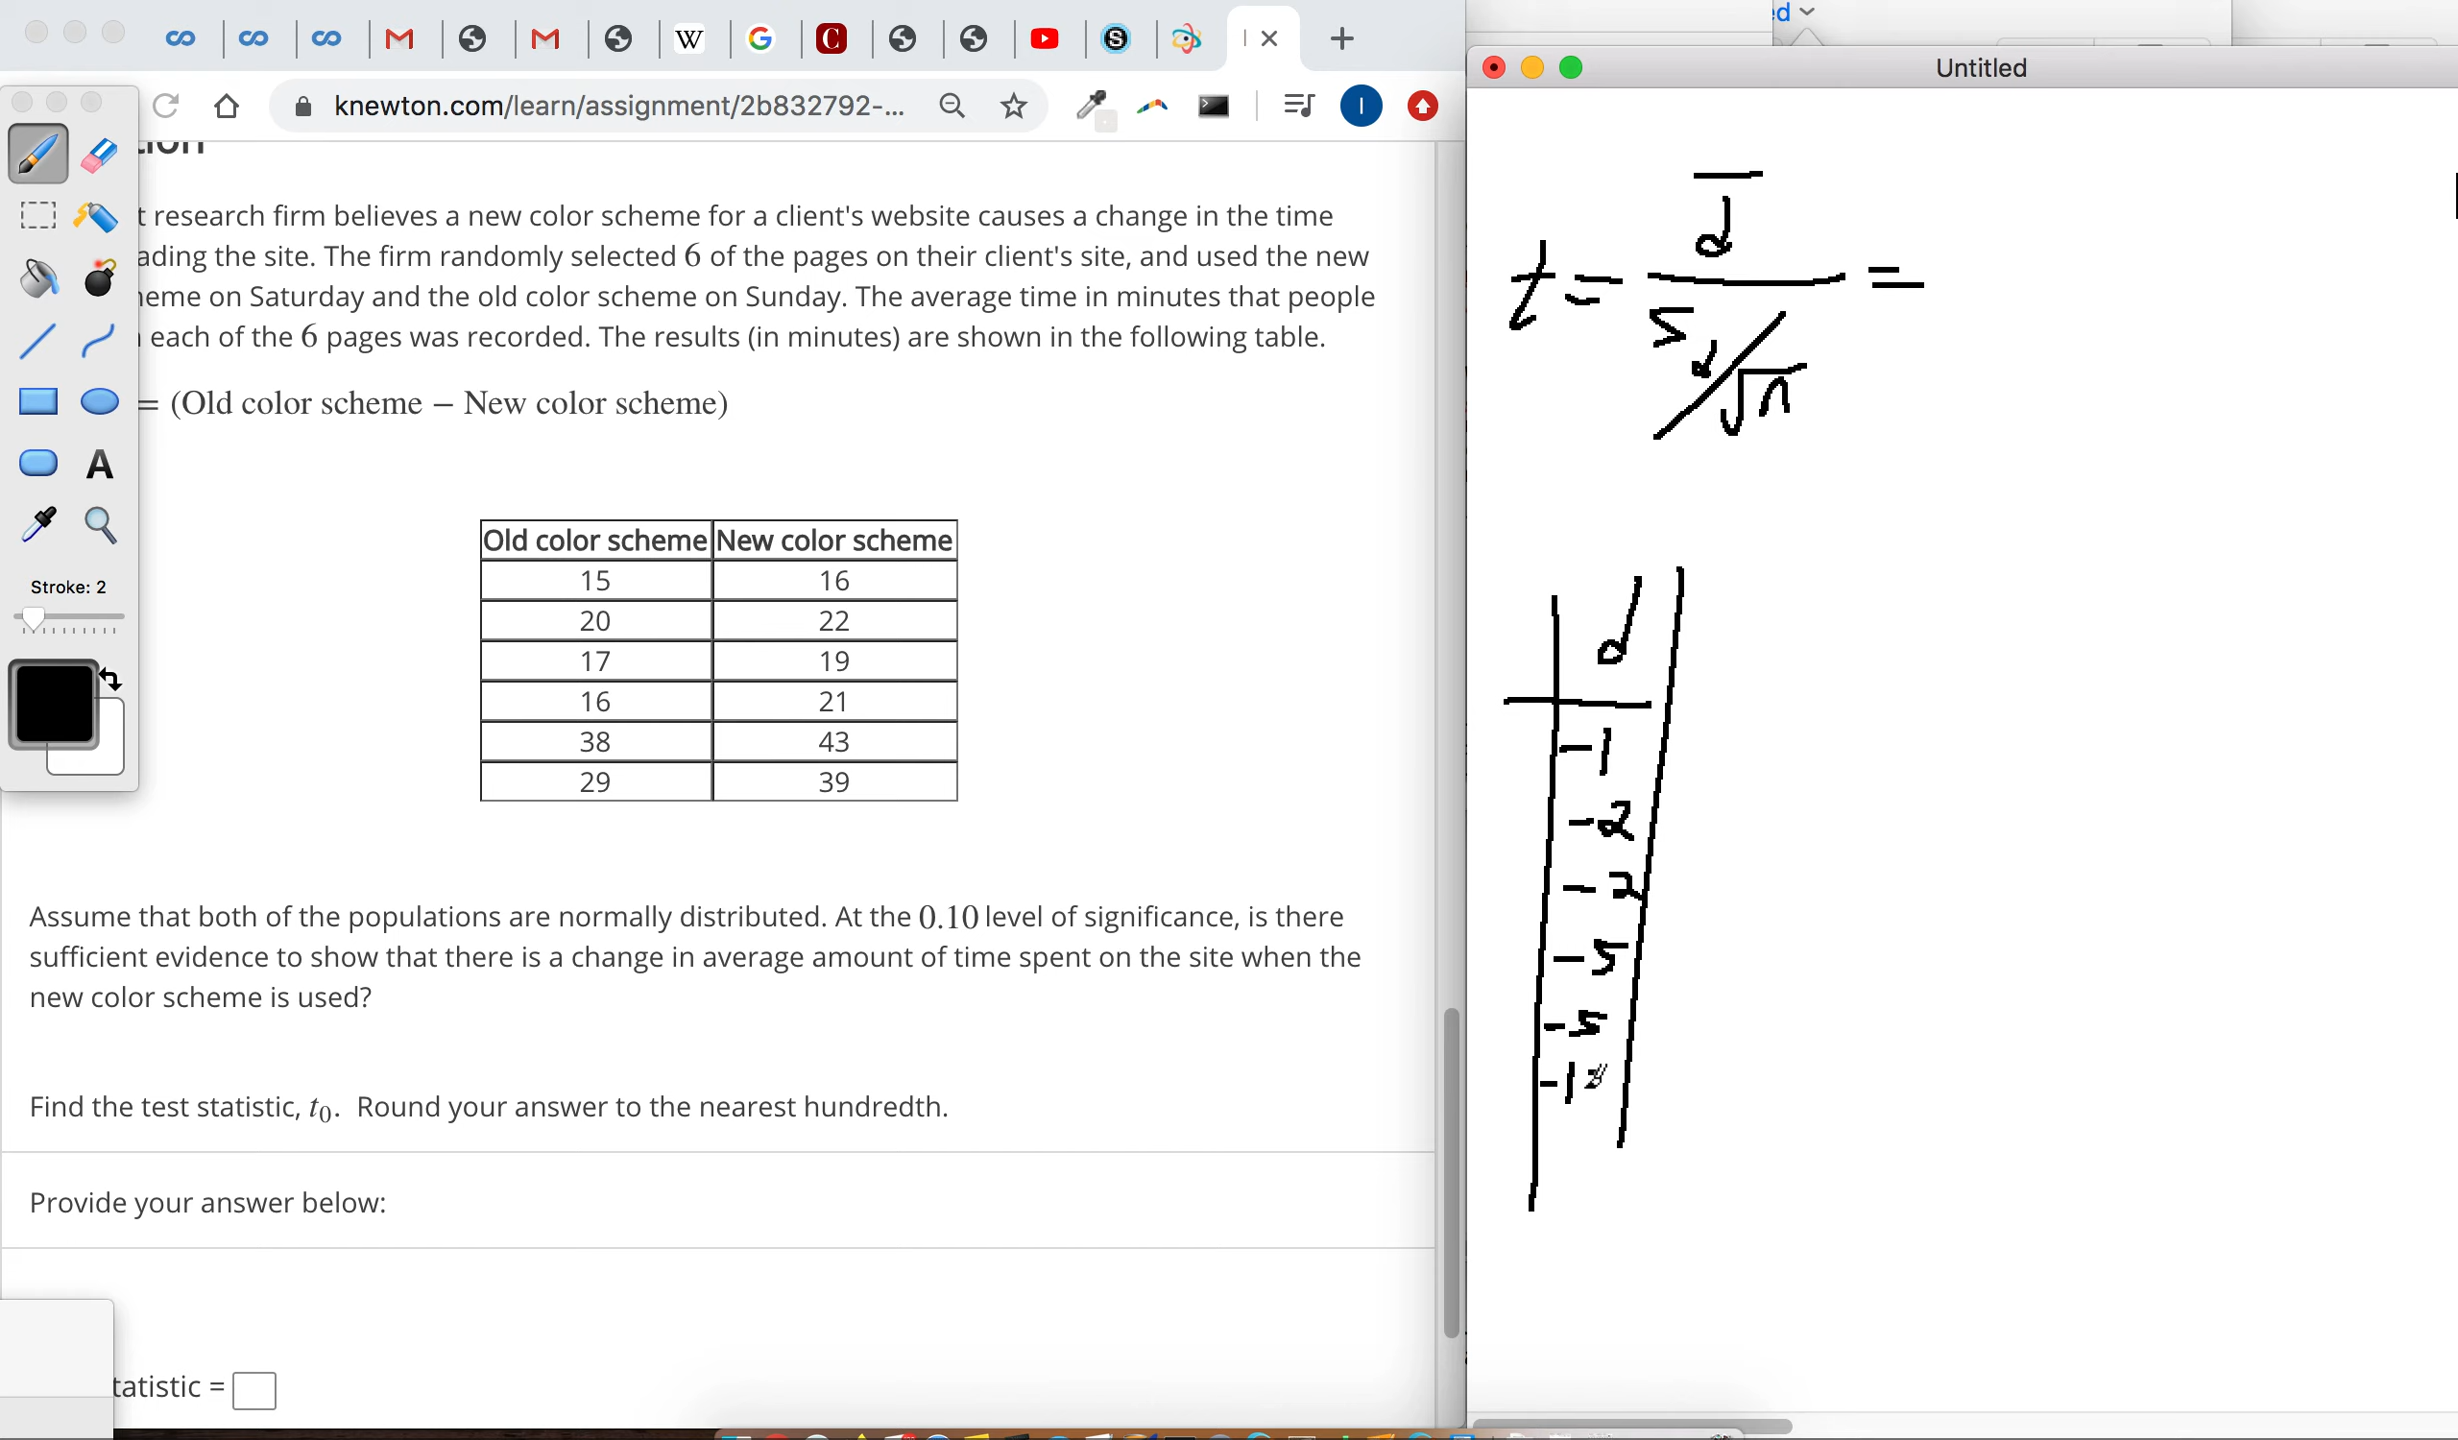 ed
Untitled
knewton.com/learn/assignment/2b832792-...
t research firm believes a new color scheme for a client's website causes a change in the time
ading the site. The firm randomly selected 6 of the pages on their client's site, and used the new
eme on Saturday and the old color scheme on Sunday. The average time in minutes that people
each of the 6 pages was recorded. The results (in minutes) are shown in the following table.
= (Old color scheme − New color scheme)
Old color scheme New color scheme
15 16
20 22
17 19
16 21
38 43
29 39
Stroke: 2
Assume that both of the populations are normally distributed. At the 0.10 level of significance, is there
sufficient evidence to show that there is a change in average amount of time spent on the site when the
new color scheme is used?
Find the test statistic, t₀. Round your answer to the nearest hundredth.
Provide your answer below:
tatistic =
t = d̄ / (S_d/√n) =
d
-1
-2
-2
-5
-5